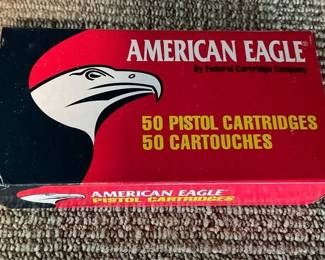 AMERICAN EAGLE®
By Federal Cartridge Company
50 PISTOL CARTRIDGES
50 CARTOUCHES
AMERICAN EAGLE
PISTOL CARTRIDGES